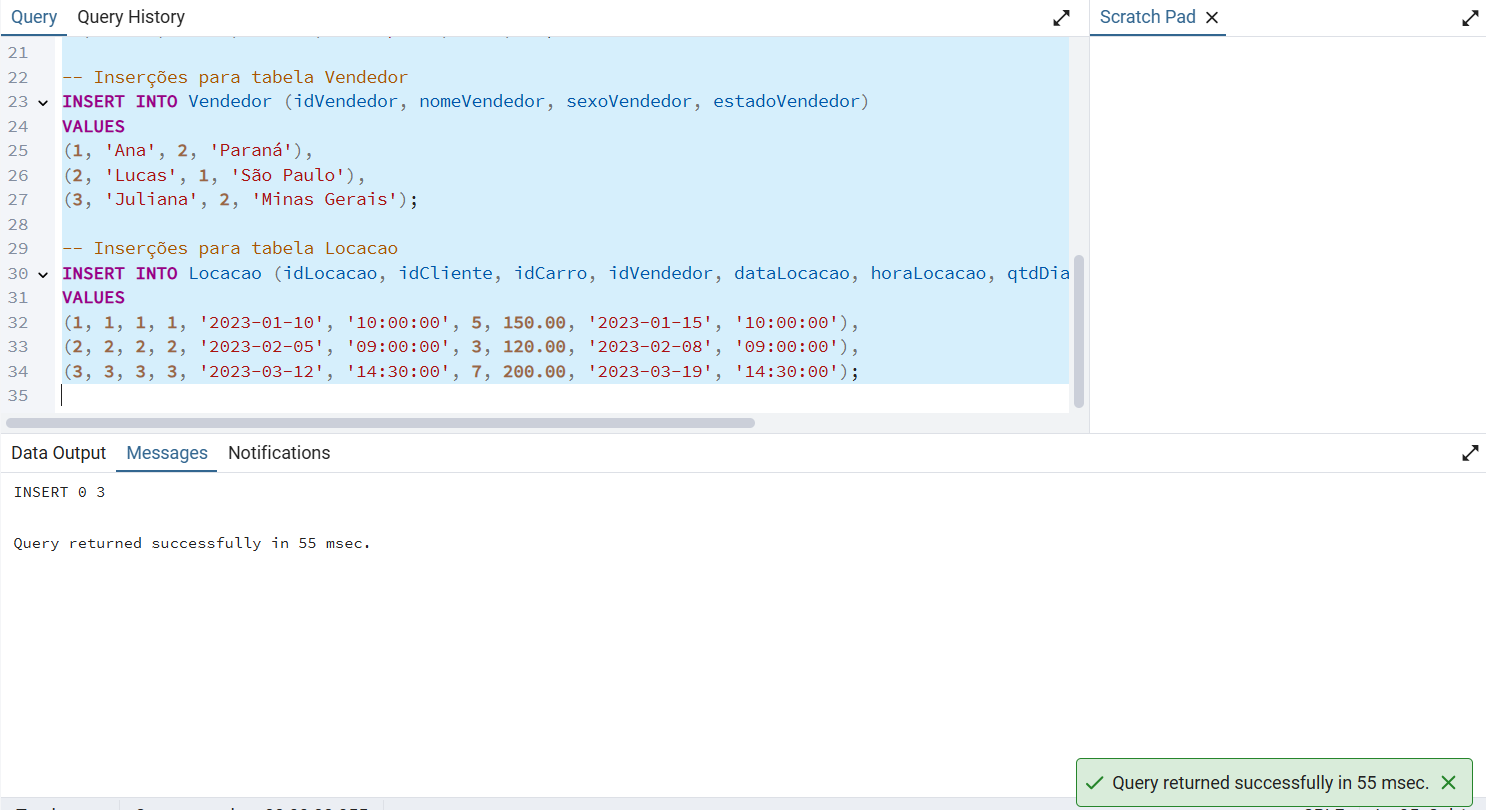 Query Query History
Scratch Pad
21
22 -- Inserções para tabela Vendedor
23 INSERT INTO Vendedor (idVendedor, nomeVendedor, sexoVendedor, estadoVendedor)
24 VALUES
25 (1, 'Ana', 2, 'Paraná'),
26 (2, 'Lucas', 1, 'São Paulo'),
27 (3, 'Juliana', 2, 'Minas Gerais');
28
29 -- Inserções para tabela Locacao
30 INSERT INTO Locacao (idLocacao, idCliente, idCarro, idVendedor, dataLocacao, horaLocacao, qtdDia
31 VALUES
32 (1, 1, 1, 1, '2023-01-10', '10:00:00', 5, 150.00, '2023-01-15', '10:00:00'),
33 (2, 2, 2, 2, '2023-02-05', '09:00:00', 3, 120.00, '2023-02-08', '09:00:00'),
34 (3, 3, 3, 3, '2023-03-12', '14:30:00', 7, 200.00, '2023-03-19', '14:30:00');
35
Data Output Messages Notifications
INSERT 0 3
Query returned successfully in 55 msec.
Query returned successfully in 55 msec.